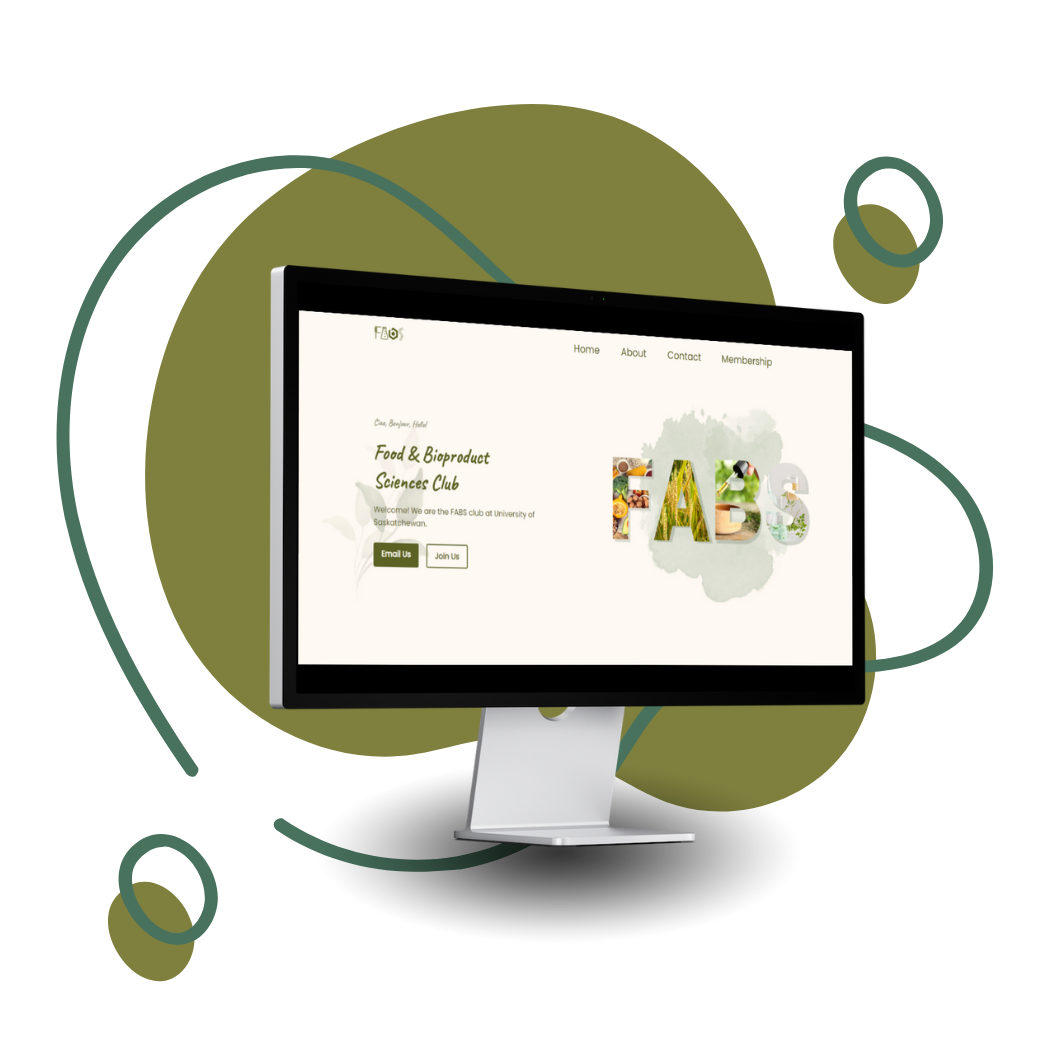 FABS
Home About Contact Membership
Ciao, Bonjour, Hello!
Food & Bioproduct
Sciences Club
Welcome! We are the FABS club at University of
Saskatchewan.
Email Us Join Us
FABS